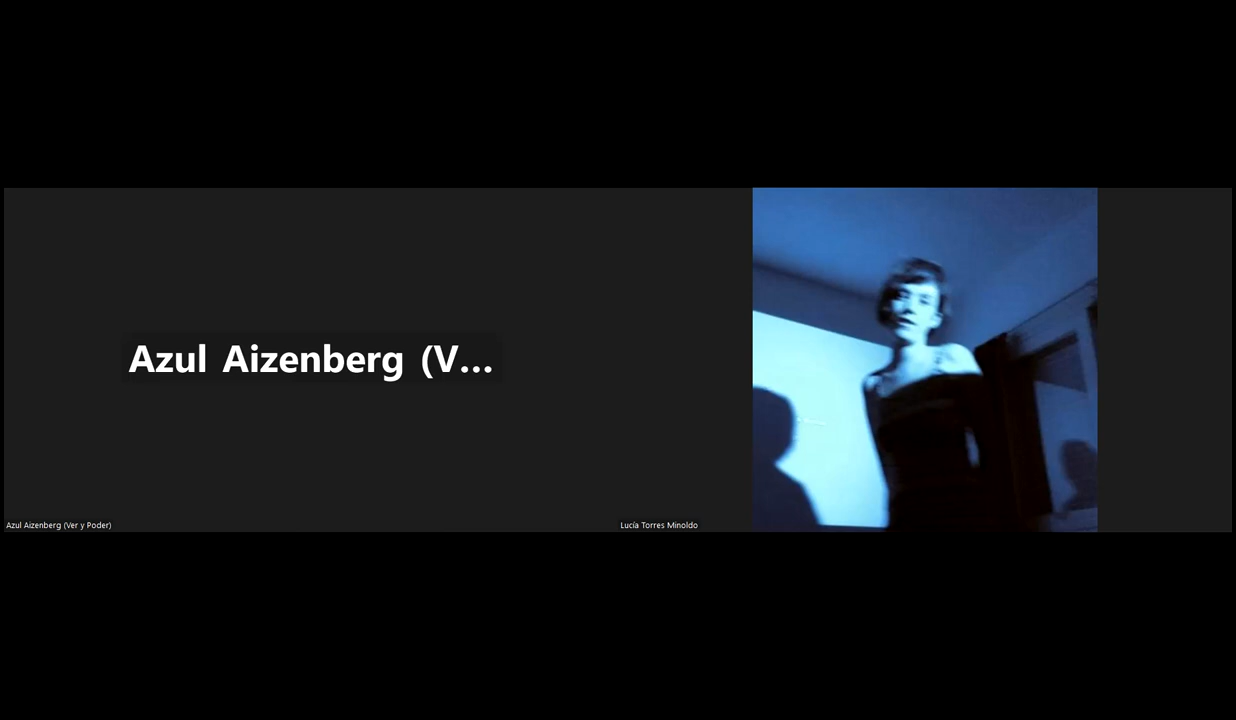 Azul Aizenberg (V...
Azul Aizenberg (Ver y Poder)
Lucía Torres Minoldo